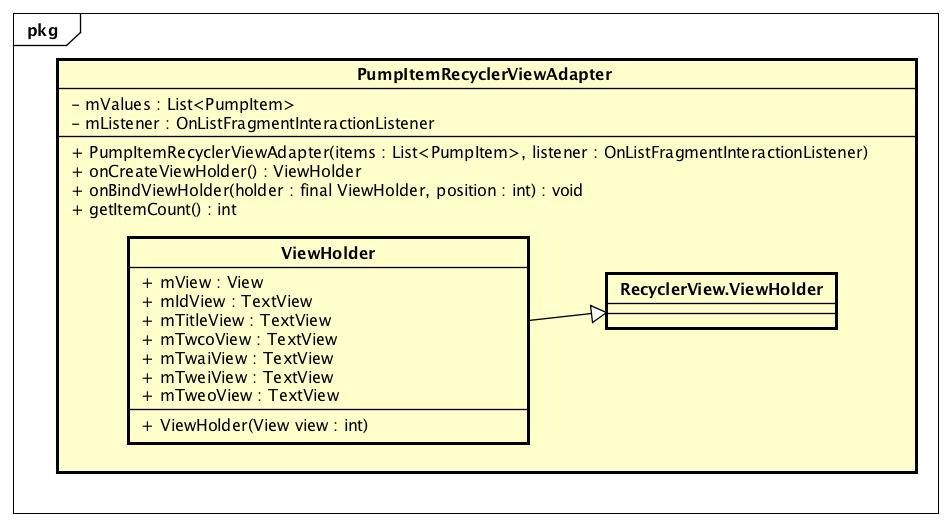 pkg
PumpItemRecyclerViewAdapter
- mValues : List<PumpItem>
- mListener : OnListFragmentInteractionListener
+ PumpItemRecyclerViewAdapter(items : List<PumpItem>, listener : OnListFragmentInteractionListener)
+ onCreateViewHolder() : ViewHolder
+ onBindViewHolder(holder : final ViewHolder, position : int) : void
+ getItemCount() : int
ViewHolder
+ mView : View
+ mIdView : TextView
+ mTitleView : TextView
+ mTwcoView : TextView
+ mTwaiView : TextView
+ mTweiView : TextView
+ mTweoView : TextView
+ ViewHolder(View view : int)
RecyclerView.ViewHolder